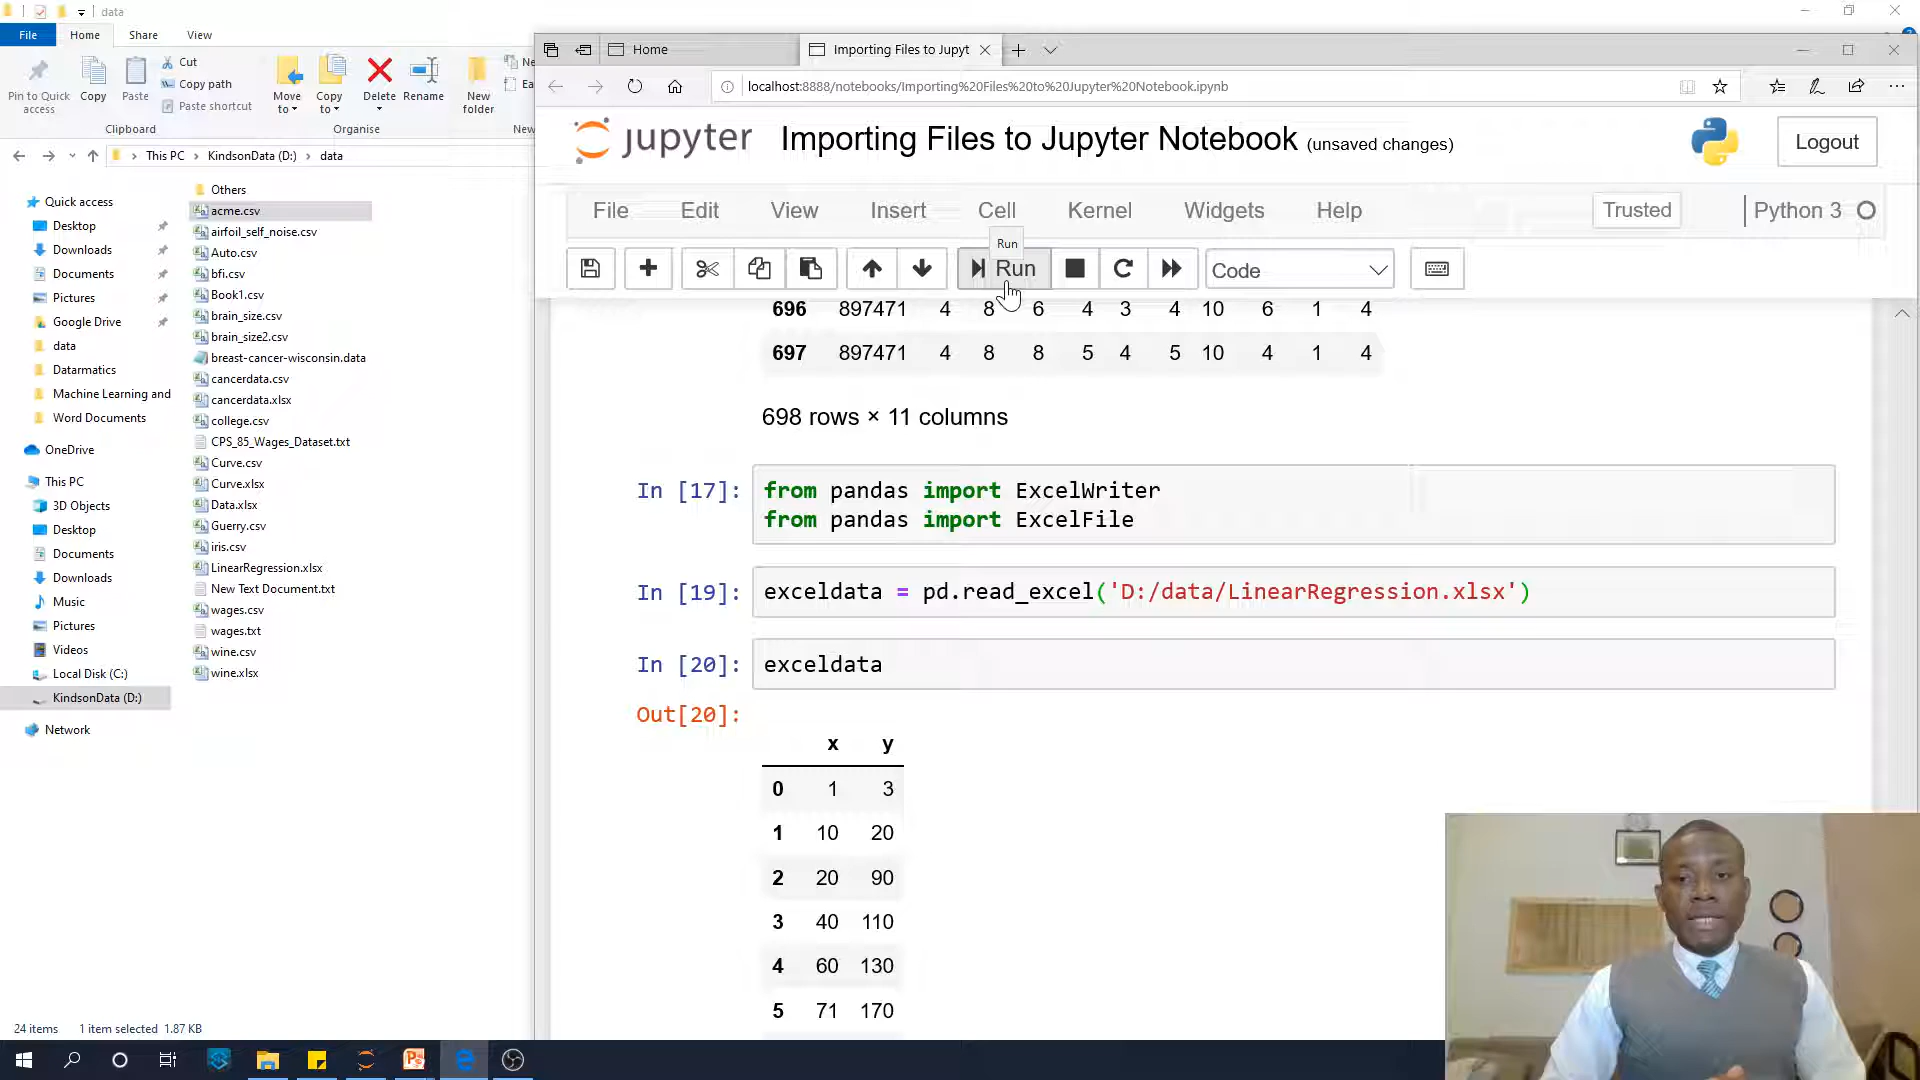 data
File Home Share View
Pin to Quick access
Copy
Paste
Cut
Copy path
Paste shortcut
Clipboard
Move to
Copy to
Delete
Rename
Organise
New folder
New
This PC > KindsonData (D:) > data
Quick access
Desktop
Downloads
Documents
Pictures
Google Drive
data
Datarmatics
Machine Learning and
Word Documents
OneDrive
This PC
3D Objects
Desktop
Documents
Downloads
Music
Pictures
Videos
Local Disk (C:)
KindsonData (D:)
Network
Others
acme.csv
airfoil_self_noise.csv
Auto.csv
bfi.csv
Book1.csv
brain_size.csv
brain_size2.csv
breast-cancer-wisconsin.data
cancerdata.csv
cancerdata.xlsx
college.csv
CPS_85_Wages_Dataset.txt
Curve.csv
Curve.xlsx
Data.xlsx
Guerry.csv
iris.csv
LinearRegression.xlsx
New Text Document.txt
wages.csv
wages.txt
wine.csv
wine.xlsx
24 items 1 item selected 1.87 KB
Home
Importing Files to Jupyt
localhost:8888/notebooks/Importing%20Files%20to%20Jupyter%20Notebook.ipynb
jupyter Importing Files to Jupyter Notebook (unsaved changes)
Logout
File Edit View Insert Cell Kernel Widgets Help
Trusted
Python 3
Run
Run
Code
696 897471 4 8 6 4 3 4 10 6 1 4
697 897471 4 8 8 5 4 5 10 4 1 4
698 rows × 11 columns
In [17]: from pandas import ExcelWriter
from pandas import ExcelFile
In [19]: exceldata = pd.read_excel('D:/data/LinearRegression.xlsx')
In [20]: exceldata
Out[20]:
x y
0 1 3
1 10 20
2 20 90
3 40 110
4 60 130
5 71 170